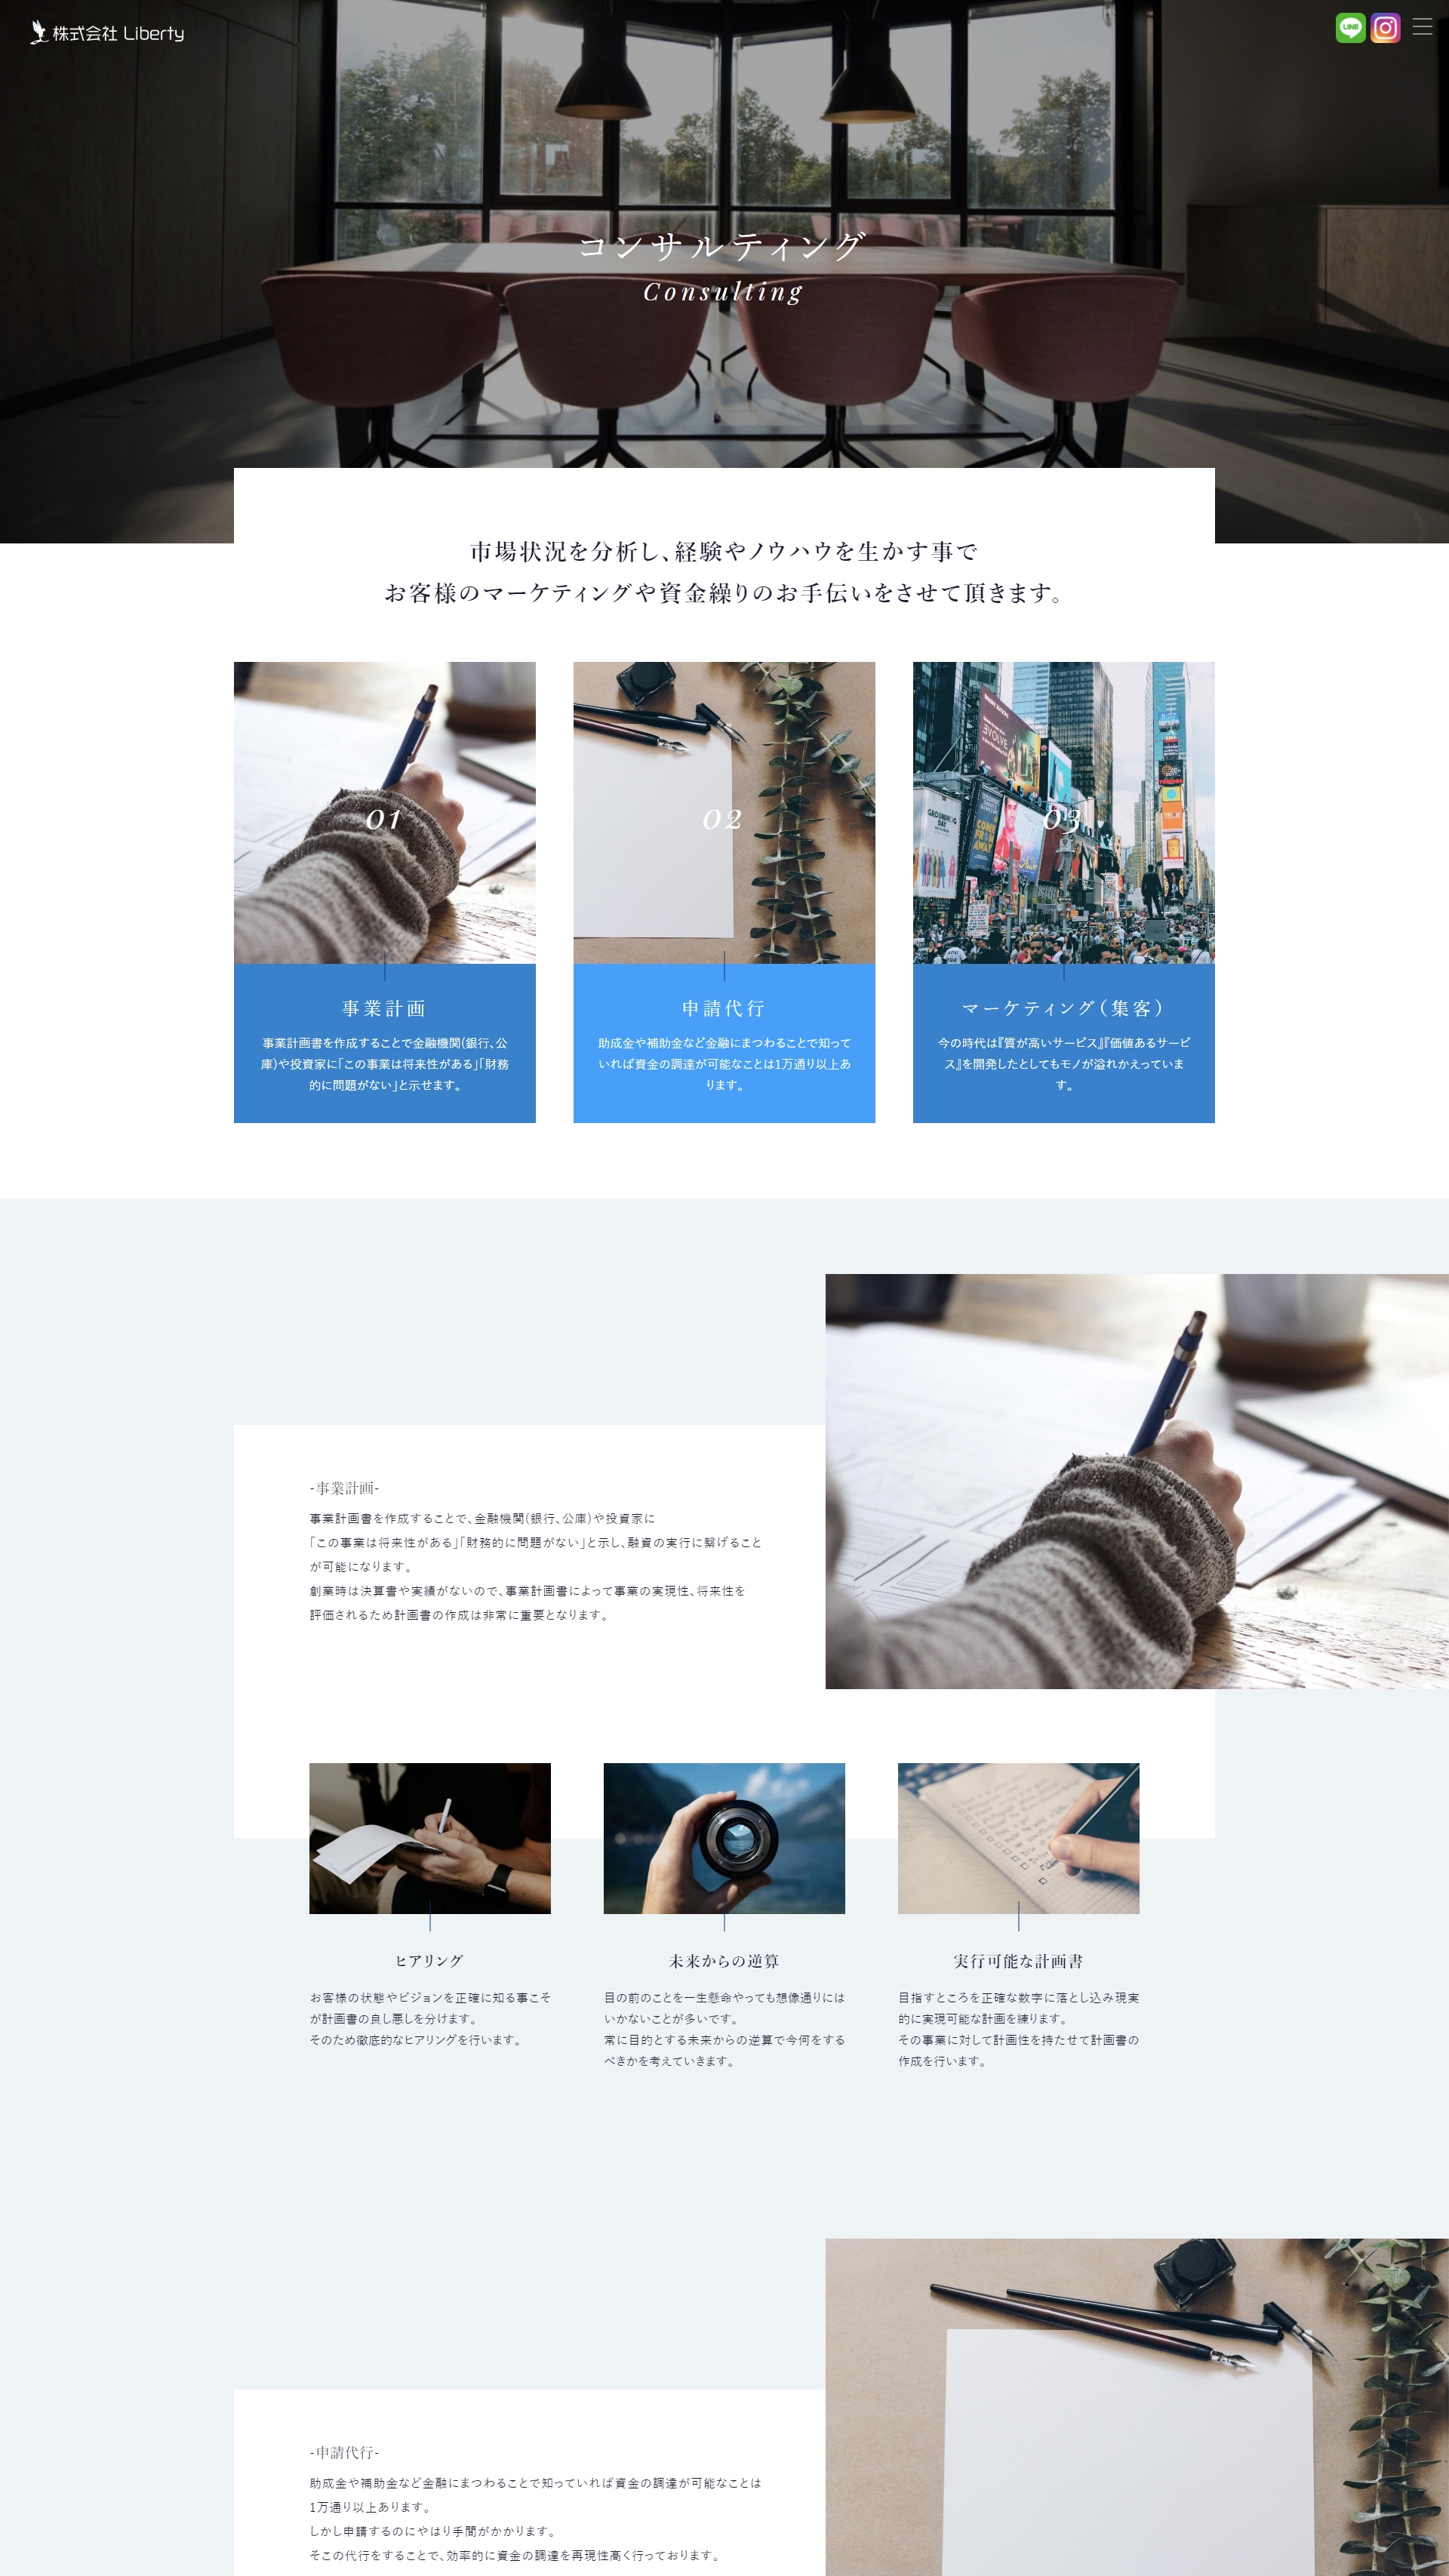 株式会社 Liberty
LINE
コンサルティング
Consulting
市場状況を分析し、経験やノウハウを生かす事で
お客様のマーケティングや資金繰りのお手伝いをさせて頂きます。
01
02
03
EVOLVE
GROUNDHOG
DAY
COME
FROM
AWAY
TOSHIBA
事業計画
事業計画書を作成することで金融機関(銀行、公
庫)や投資家に「この事業は将来性がある」「財務
的に問題がない」と示せます。
申請代行
助成金や補助金など金融にまつわることで知って
いれば資金の調達が可能なことは1万通り以上あ
ります。
マーケティング(集客)
今の時代は『質が高いサービス』『価値あるサービ
ス』を開発したとしてもモノが溢れかえっていま
す。
-事業計画-
事業計画書を作成することで、金融機関(銀行、公庫)や投資家に
「この事業は将来性がある」「財務的に問題がない」と示し、融資の実行に繋げること
が可能になります。
創業時は決算書や実績がないので、事業計画書によって事業の実現性、将来性を
評価されるため計画書の作成は非常に重要となります。
ヒアリング
お客様の状態やビジョンを正確に知る事こそ
が計画書の良し悪しを分けます。
そのため徹底的なヒアリングを行います。
未来からの逆算
目の前のことを一生懸命やっても想像通りには
いかないことが多いです。
常に目的とする未来からの逆算で今何をする
べきかを考えていきます。
実行可能な計画書
目指すところを正確な数字に落とし込み現実
的に実現可能な計画を練ります。
その事業に対して計画性を持たせて計画書の
作成を行います。
-申請代行-
助成金や補助金など金融にまつわることで知っていれば資金の調達が可能なことは
1万通り以上あります。
しかし申請するのにやはり手間がかかります。
そこの代行をすることで、効率的に資金の調達を再現性高く行っております。